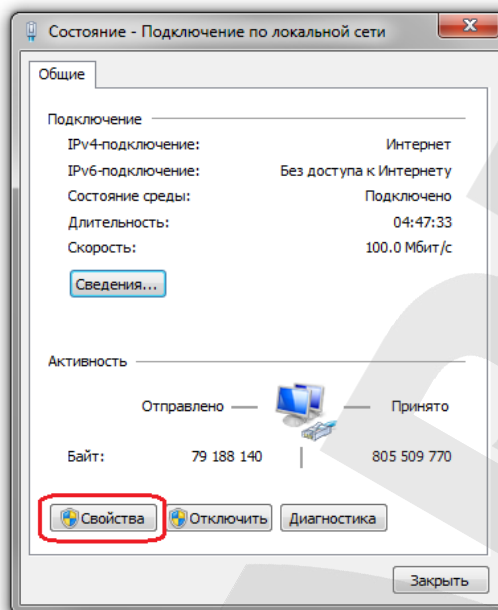 Состояние - Подключение по локальной сети
Общие
Подключение
IPv4-подключение: Интернет
IPv6-подключение: Без доступа к Интернету
Состояние среды: Подключено
Длительность: 04:47:33
Скорость: 100.0 Мбит/с
Сведения...
Активность
Отправлено Принято
Байт: 79 188 140 805 509 770
Свойства Отключить Диагностика
Закрыть